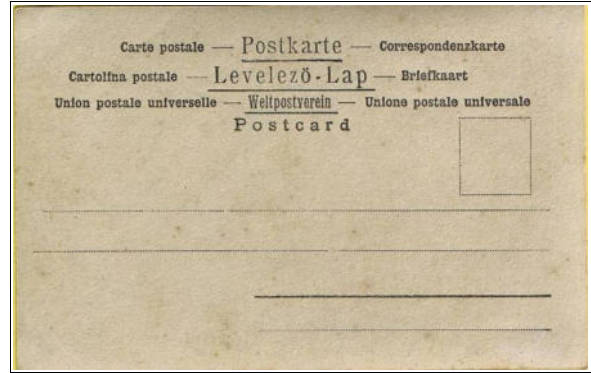 Carte postale — Postkarte — Correspondenzkarte
Cartolina postale — Levelező-Lap — Briefkaart
Union postale universelle — Weltpostverein — Unione postale universale
Postcard